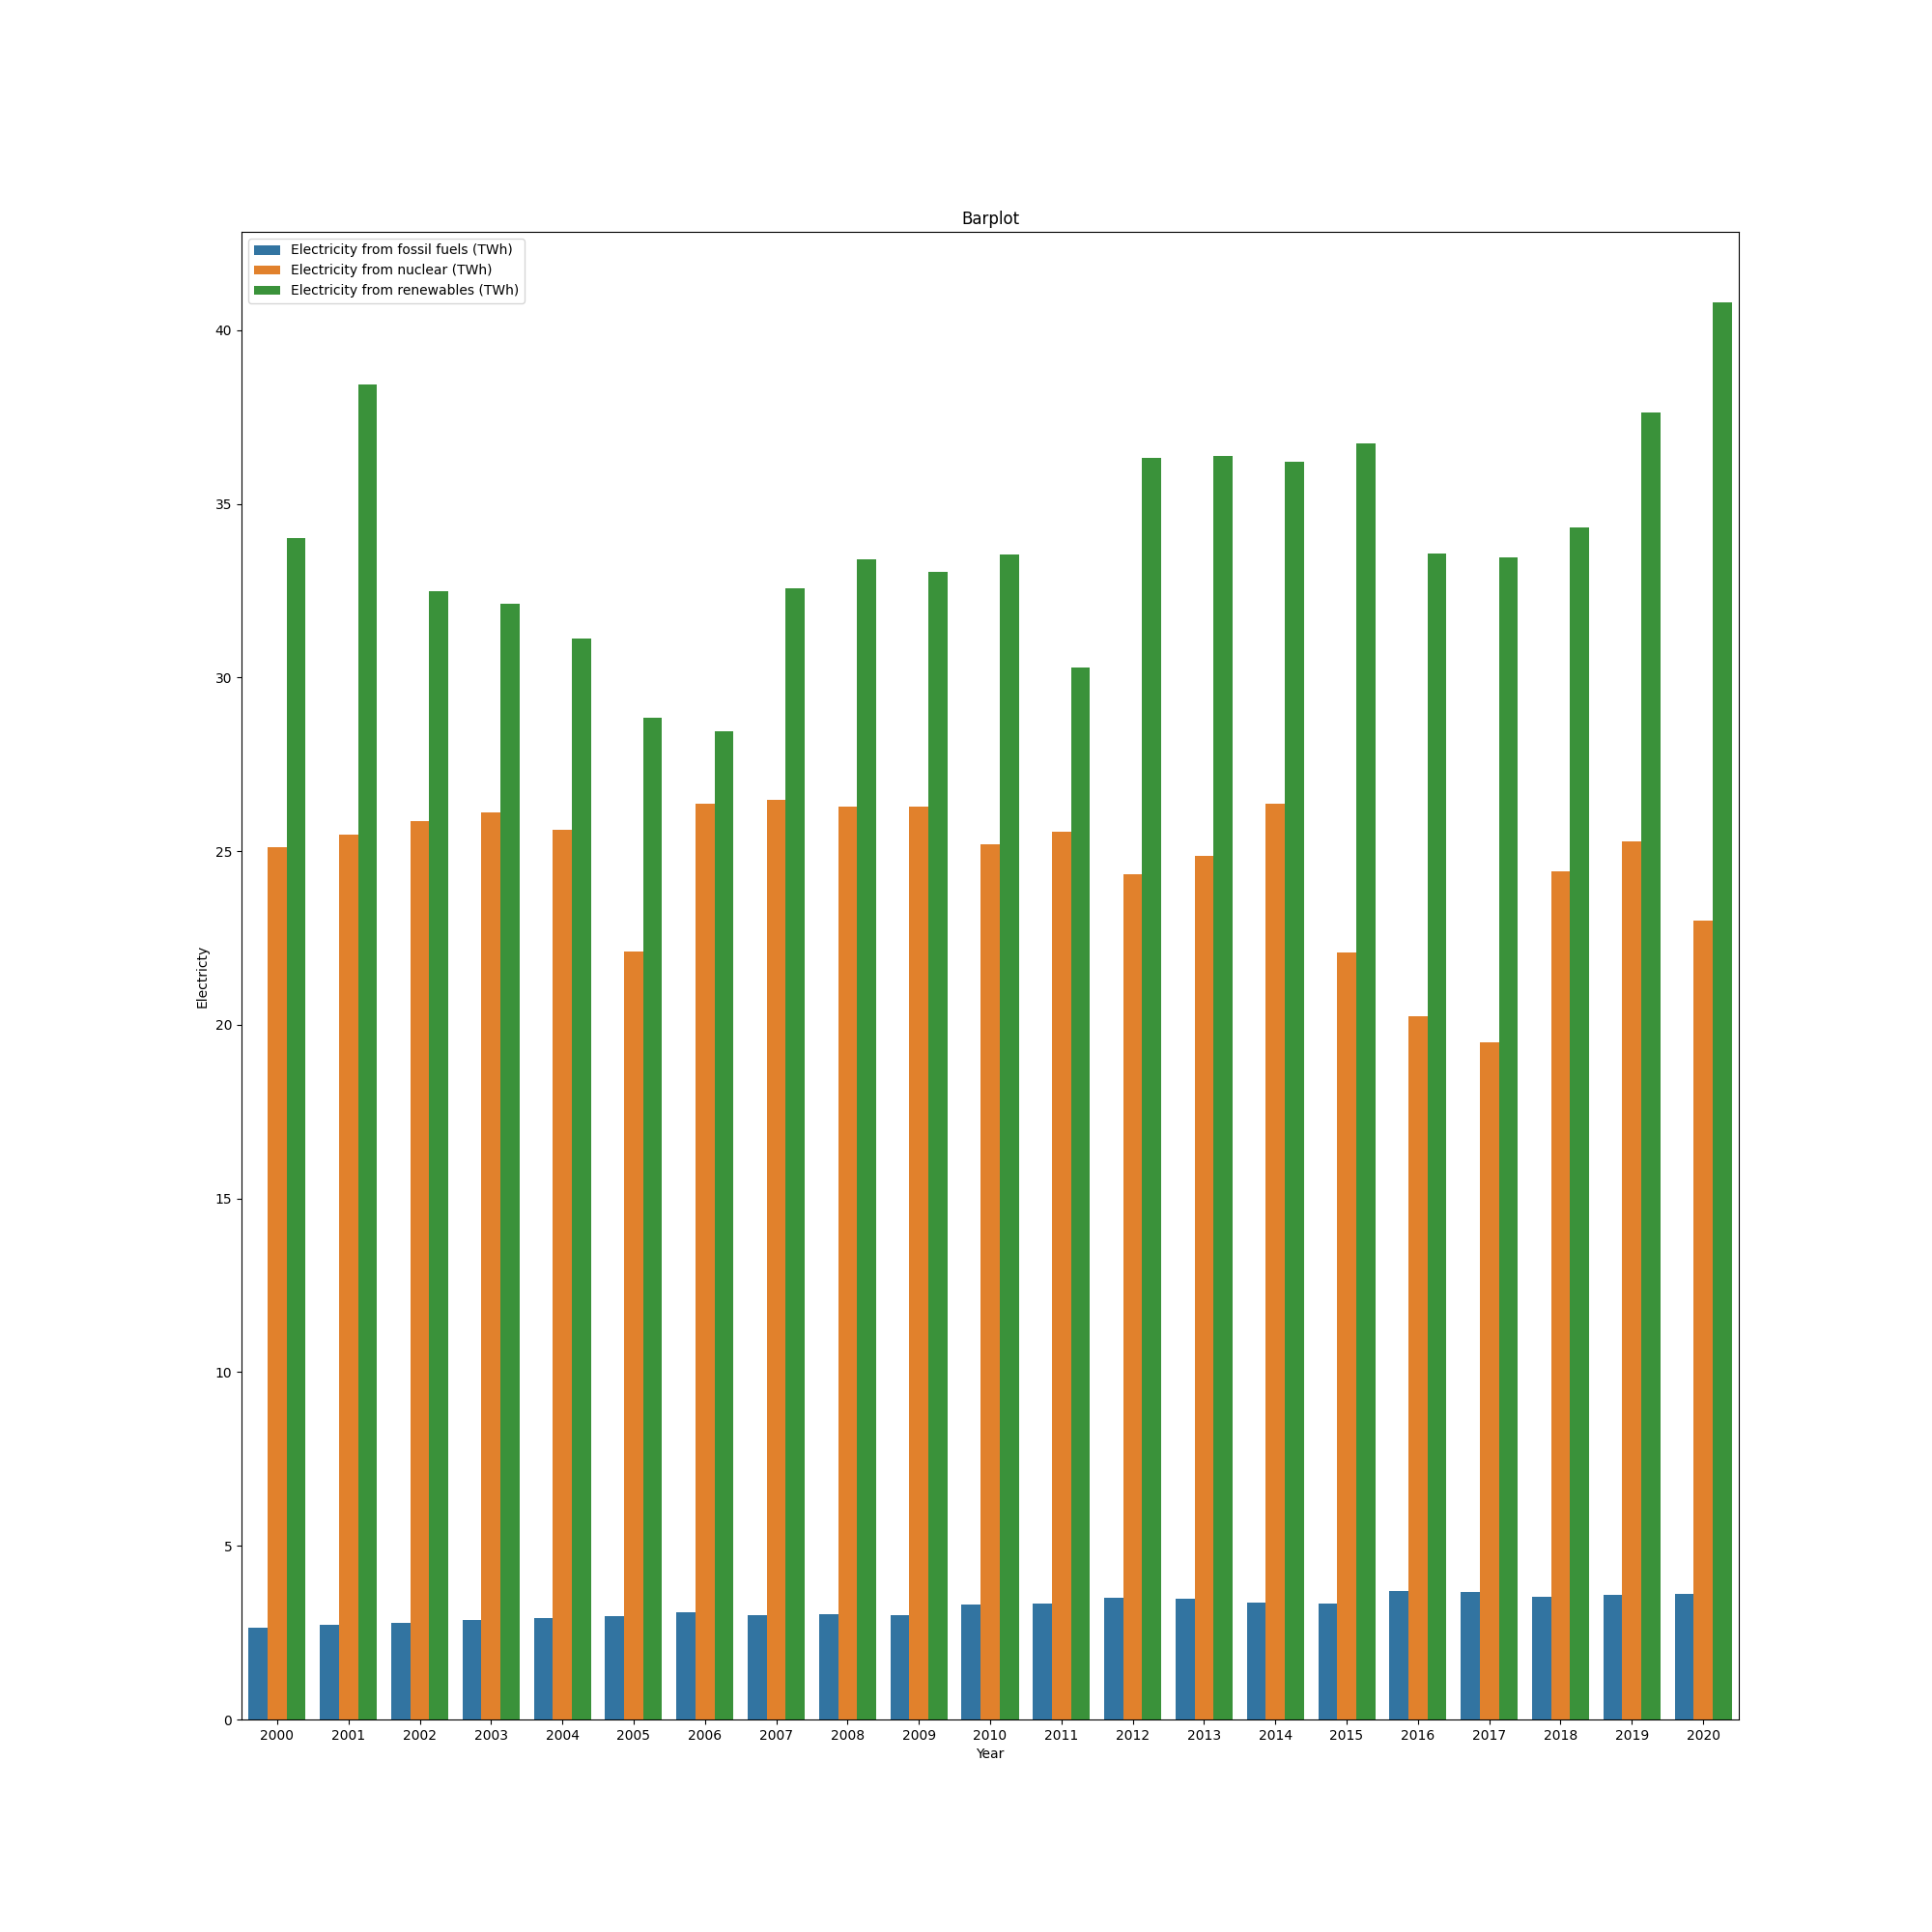 Barplot
Electricity from fossil fuels (TWh)
Electricity from nuclear (TWh)
Electricity from renewables (TWh)
40
35
30
25
20
15
10
5
0
Electricty
2000 2001 2002 2003 2004 2005 2006 2007 2008 2009 2010 2011 2012 2013 2014 2015 2016 2017 2018 2019 2020
Year